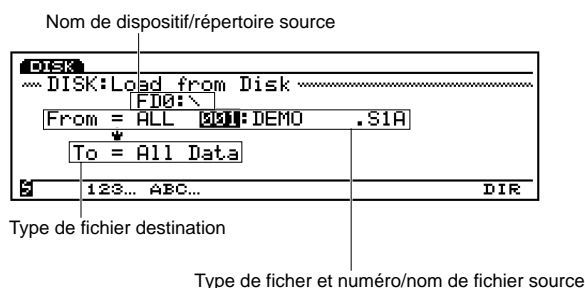 Nom de dispositif/répertoire source
DISK
DISK:Load from Disk
FD0:\
From = ALL 001:DEMO .S1A
To = All Data
S 123... ABC... DIR
Type de fichier destination
Type de ficher et numéro/nom de fichier source